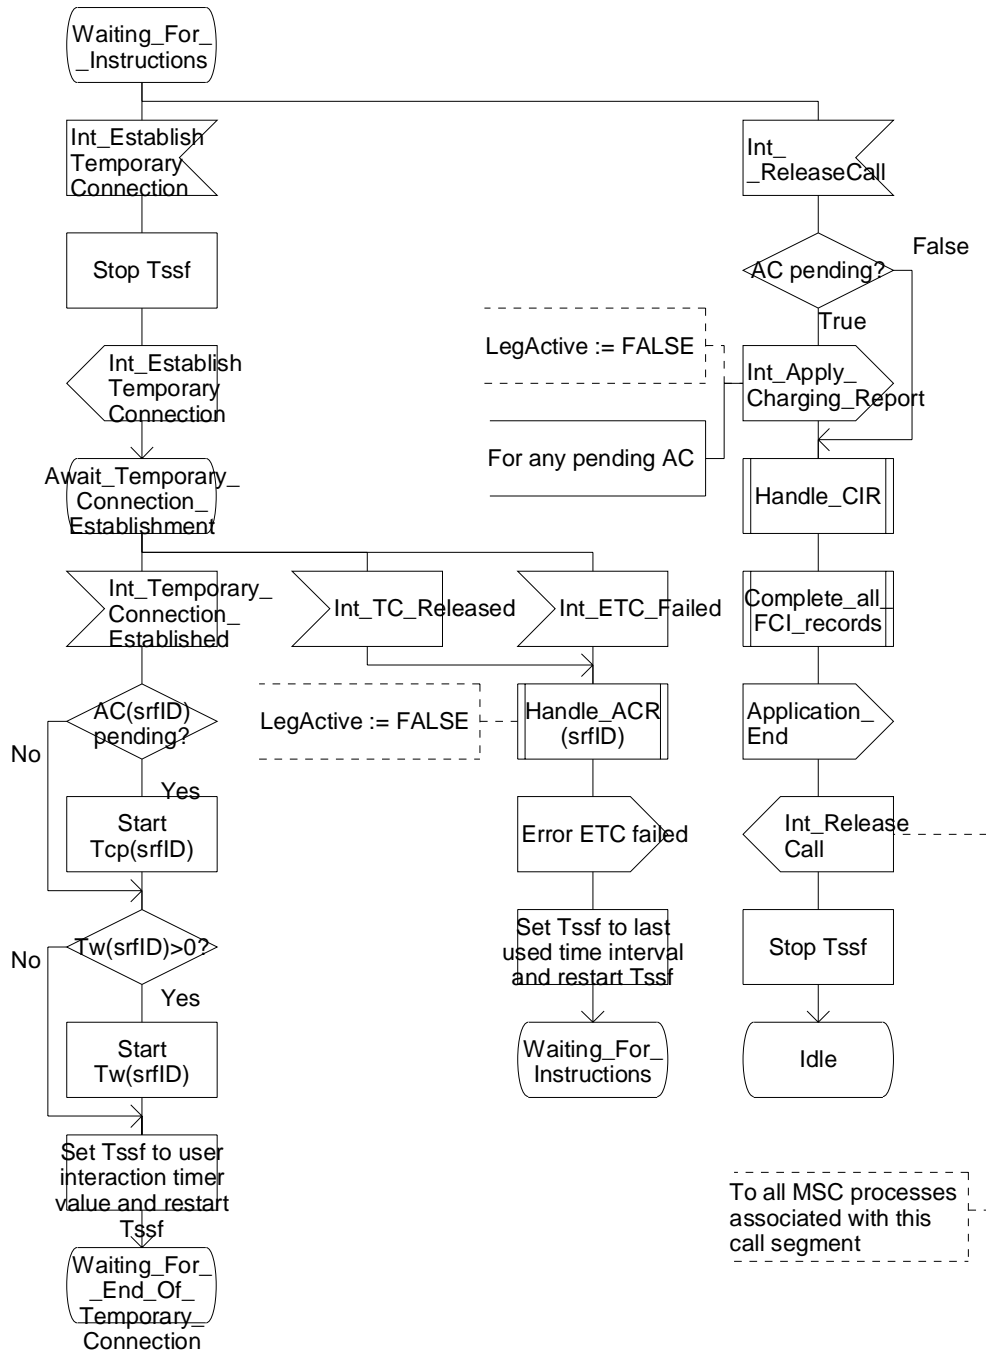 Waiting_For_
_Instructions
Int_Establish
Temporary
Connection
Int_
_ReleaseCall
Stop Tssf
AC pending?
False
True
Int_Establish
Temporary
Connection
LegActive := FALSE
Int_Apply_
Charging_Report
For any pending AC
Await_Temporary_
Connection_
Establishment
Handle_CIR
Int_Temporary_
Connection_
Established
Int_TC_Released
Int_ETC_Failed
Complete_all_
FCI_records
AC(srfID)
pending?
No
Yes
LegActive := FALSE
Handle_ACR
(srfID)
Application_
End
Start
Tcp(srfID)
Error ETC failed
Int_Release
Call
Tw(srfID)>0?
No
Yes
Set Tssf to last
used time interval
and restart Tssf
Stop Tssf
Start
Tw(srfID)
Waiting_For_
Instructions
Idle
Set Tssf to user
interaction timer
value and restart
Tssf
To all MSC processes
associated with this
call segment
Waiting_For_
_End_Of_
Temporary_
Connection